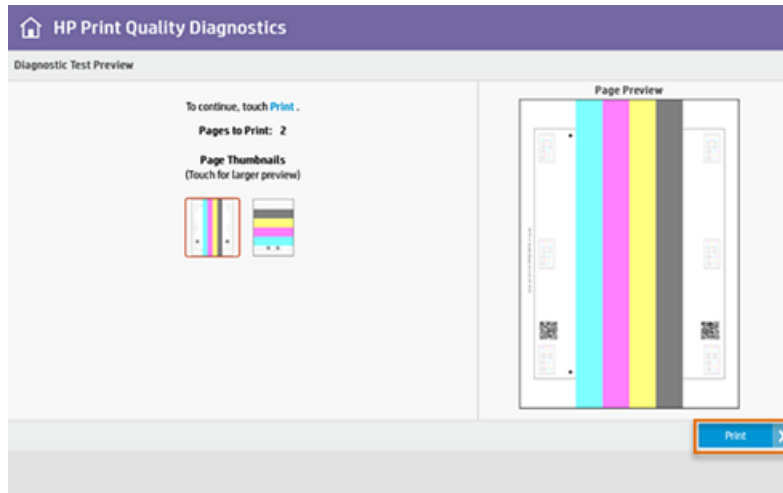 HP Print Quality Diagnostics
Diagnostic Test Preview
To continue, touch Print .
Pages to Print: 2
Page Thumbnails
(Touch for larger preview)
Page Preview
Print